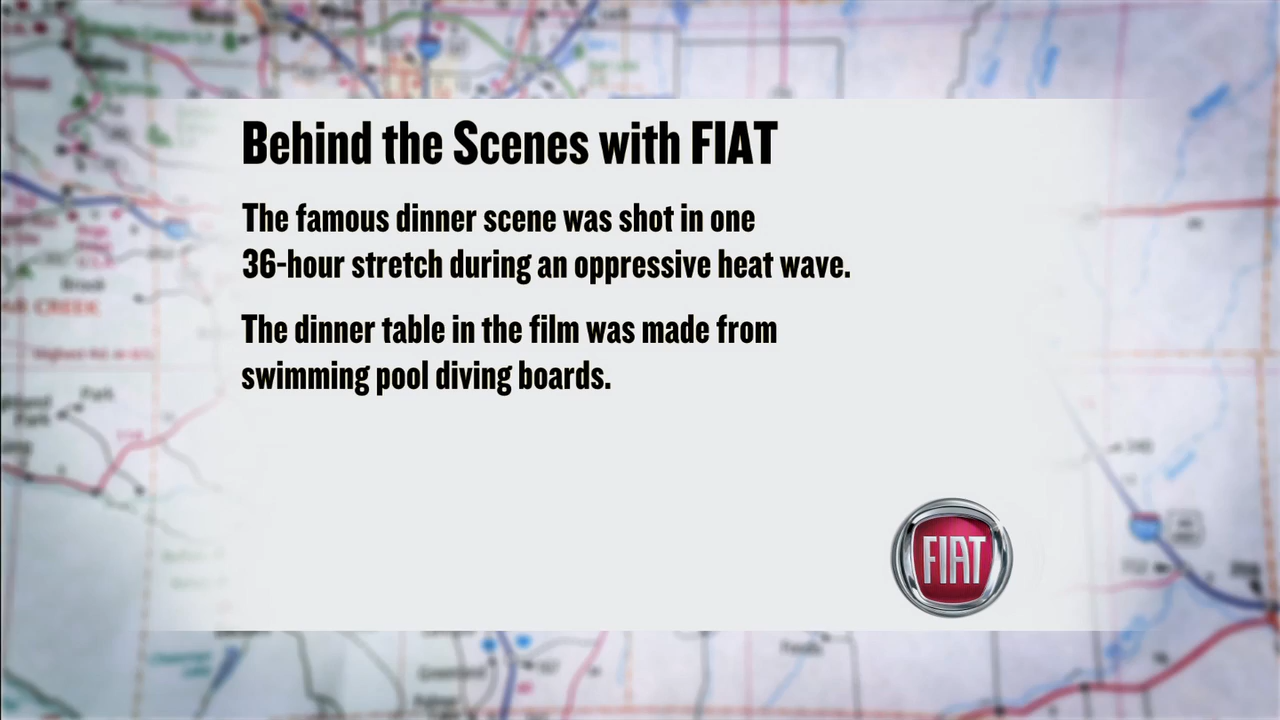 Behind the Scenes with FIAT
The famous dinner scene was shot in one
36-hour stretch during an oppressive heat wave.
The dinner table in the film was made from
swimming pool diving boards.
FIAT